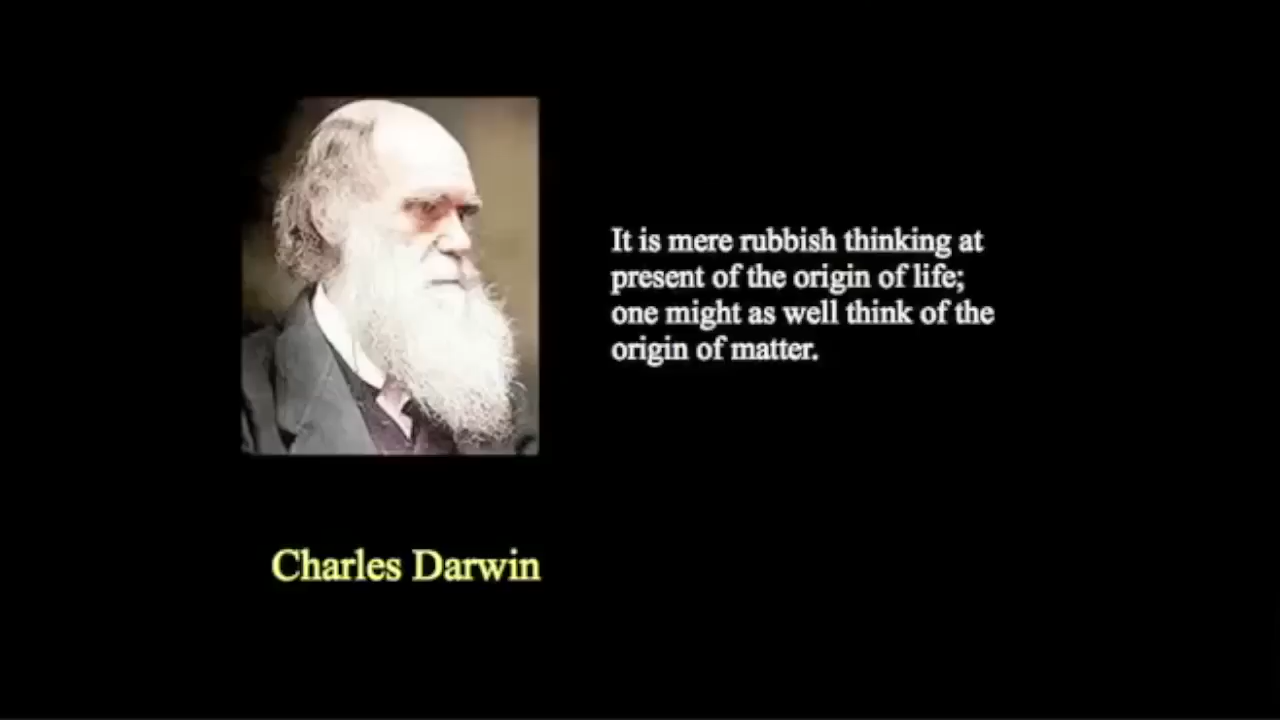 It is mere rubbish thinking at
present of the origin of life;
one might as well think of the
origin of matter.
Charles Darwin